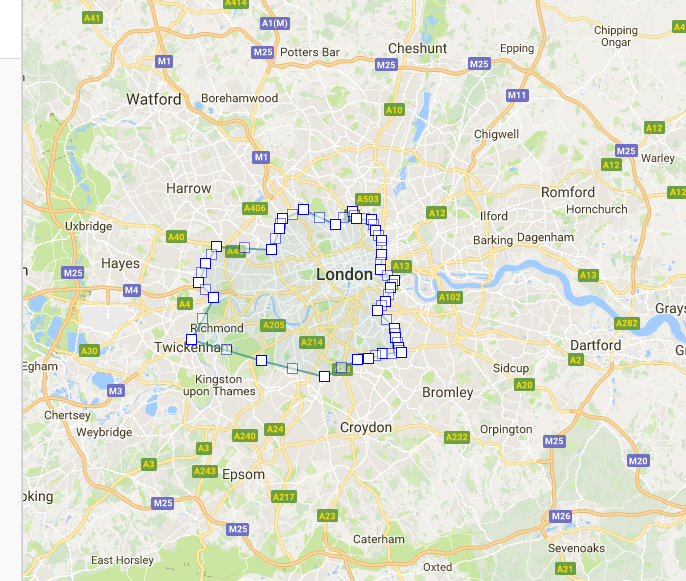 A41
A414
A1(M)
M25
Potters Bar
Cheshunt
Epping
Chipping
Ongar
M1
M25
M25
Watford
Borehamwood
A10
M11
Chigwell
A12
M25
Warley
A12
M1
Harrow
A406
A503
A12
Ilford
Romford
Hornchurch
A12
Uxbridge
A40
Barking
Dagenham
Hayes
M25
M4
London
A13
A13
A4
A102
Richmond
A205
A282
Twickenham
A214
A30
Dartford
A2
Egham
Kingston
upon Thames
Sidcup
A20
M3
Bromley
Chertsey
Weybridge
A240
A24
Croydon
A232
Orpington
M25
A3
A3
A243
Epsom
M20
A217
M25
A23
M26
M25
Caterham
Sevenoaks
East Horsley
Oxted
A21